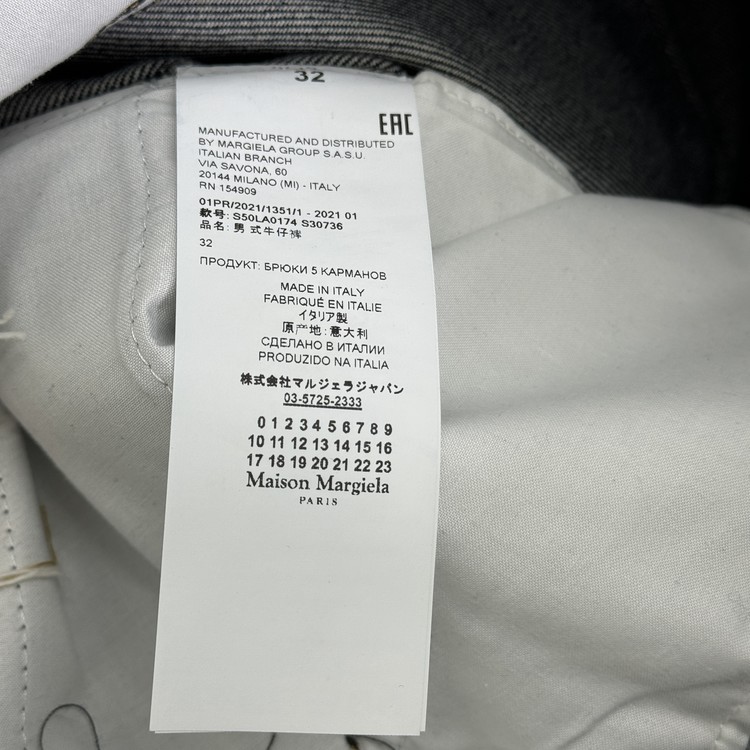 32
EAC
MANUFACTURED AND DISTRIBUTED
BY MARGIELA GROUP S.A.S.U.
ITALIAN BRANCH
VIA SAVONA, 60
20144 MILANO (MI) - ITALY
RN 154909
01PR/2021/1351/1 - 2021 01
款号: S50LA0174 S30736
品名: 男式牛仔裤
32
ПРОДУКТ: БРЮКИ 5 КАРМАНОВ
MADE IN ITALY
FABRIQUÉ EN ITALIE
イタリア製
原产地: 意大利
СДЕЛАНО В ИТАЛИИ
PRODUZIDO NA ITALIA
株式会社マルジェラジャパン
03-5725-2333
0 1 2 3 4 5 6 7 8 9
10 11 12 13 14 15 16
17 18 19 20 21 22 23
Maison Margiela
PARIS